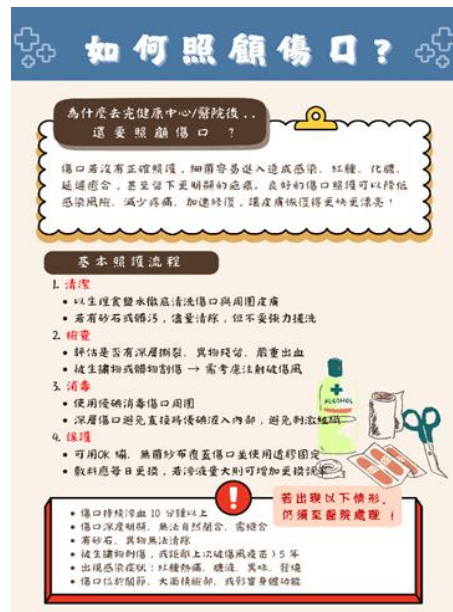 如何照顧傷口?
為什麼去完健康中心/醫院後..
還要照顧傷口 ?
傷口若沒有正確照護，細菌容易進入造成感染、紅腫、化膿、
延遲癒合，甚至留下更明顯的疤痕。良好的傷口照護可以降低
感染風險、減少疼痛、加速修復，讓皮膚恢復得更快更漂亮！
基本照護流程
1. 清潔
• 以生理食鹽水徹底清洗傷口與周圍皮膚
• 若有砂石或髒污，儘量清除，但不要強力搓洗
2. 檢查
• 評估是否有深層撕裂、異物殘留、嚴重出血
• 被生鏽物或髒物割傷 → 需考慮注射破傷風
3. 消毒
• 使用優碘消毒傷口周圍
• 深層傷口避免直接將優碘灌入內部，避免刺激組織
4. 保護
• 可用OK 繃、無菌紗布覆蓋傷口並使用透膠固定
• 敷料應每日更換，若滲液量大則可增加更換頻率
ALCOHOL
若出現以下情形，
仍須至醫院處理！
• 傷口持續滲血 10 分鐘以上
• 傷口深度明顯，無法自然閉合、需縫合
• 有砂石、異物無法清除
• 被生鏽物刺傷，或距離上次破傷風疫苗 > 5 年
• 出現感染症狀：紅腫熱痛、膿液、異味、發燒
• 傷口位於關節、大面積臉部、或影響身體功能